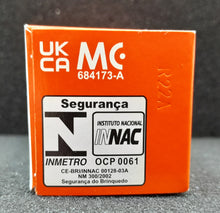 UK
CA
MC
684173-A
R22A
Segurança
INSTITUTO NACIONAL
N INNAC
INMETRO OCP 0061
CE-BRI/INNAC 00128-03A
NM 300/2002
Segurança do Brinquedo